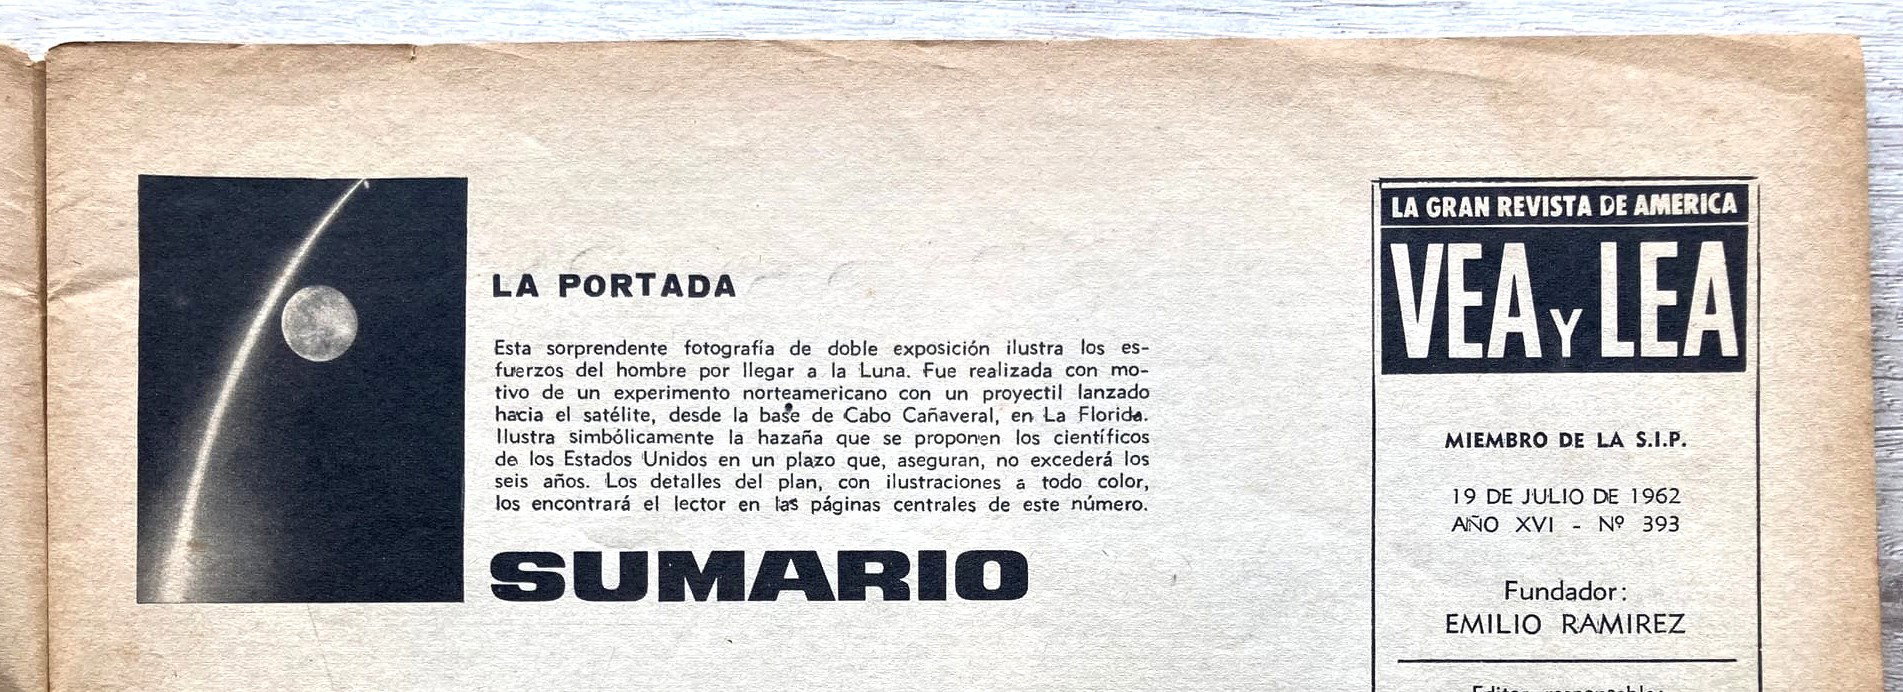 LA PORTADA
Esta sorprendente fotografía de doble exposición ilustra los es-
fuerzos del hombre por llegar a la Luna. Fue realizada con mo-
tivo de un experimento norteamericano con un proyectil lanzado
hacia el satélite, desde la base de Cabo Cañaveral, en La Florida.
Ilustra simbólicamente la hazaña que se proponen los científicos
de los Estados Unidos en un plazo que, aseguran, no excederá los
seis años. Los detalles del plan, con ilustraciones a todo color,
los encontrará el lector en las páginas centrales de este número.
SUMARIO
LA GRAN REVISTA DE AMERICA
VEA Y LEA
MIEMBRO DE LA S.I.P.
19 DE JULIO DE 1962
AÑO XVI - Nº 393
Fundador:
EMILIO RAMIREZ
Editor responsable: